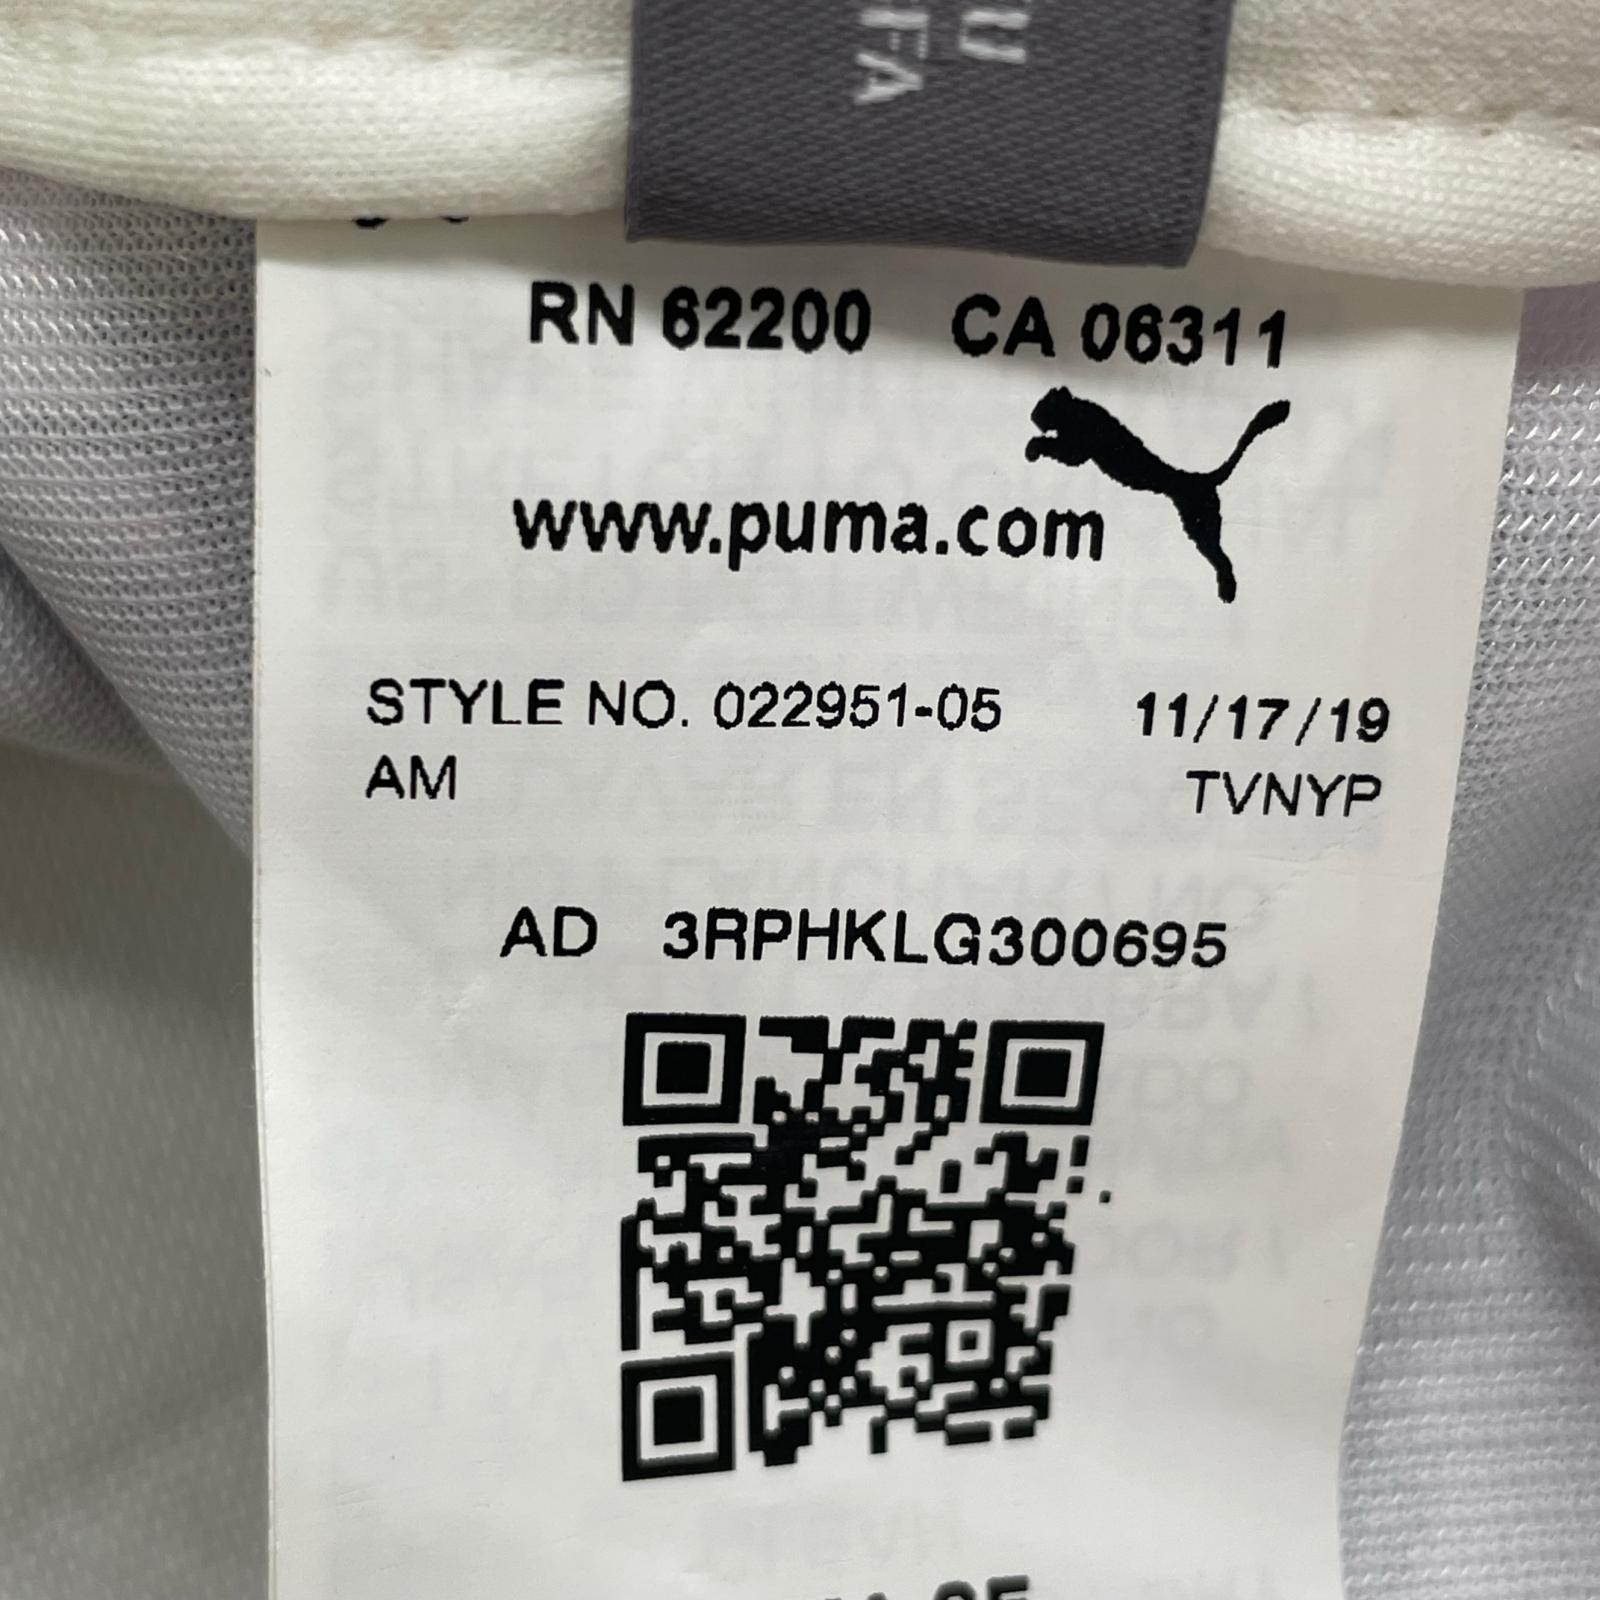 RN 62200 CA 06311
www.puma.com
STYLE NO. 022951-05 11/17/19
AM TVNYP
AD 3RPHKLG300695